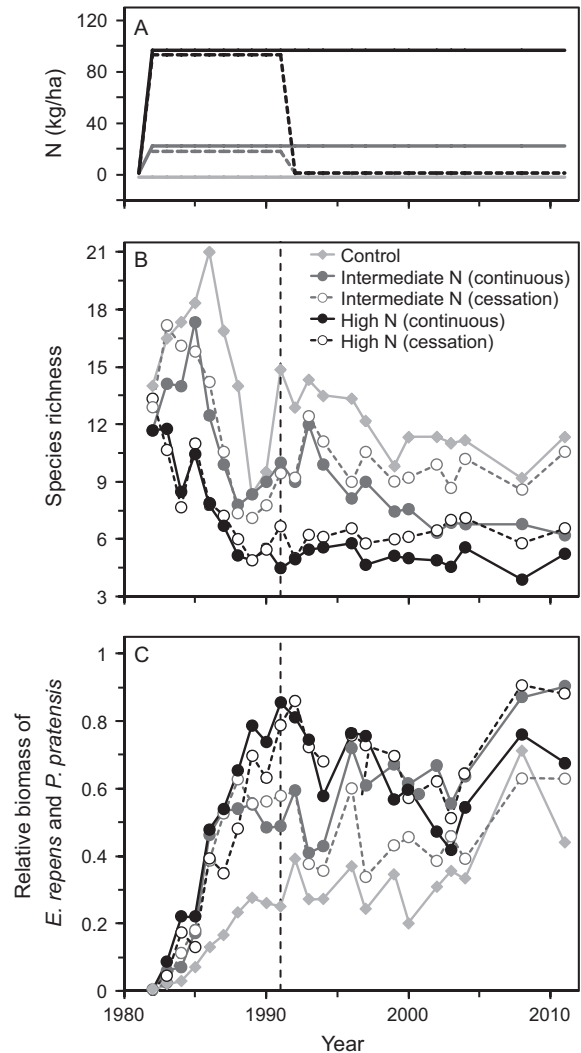 A
N (kg/ha)
120
80
40
0
B
Species richness
21
18
15
12
9
6
3
Control
Intermediate N (continuous)
Intermediate N (cessation)
High N (continuous)
High N (cessation)
C
Relative biomass of
E. repens and P. pratensis
1
0.8
0.6
0.4
0.2
0
1980
1990
2000
2010
Year